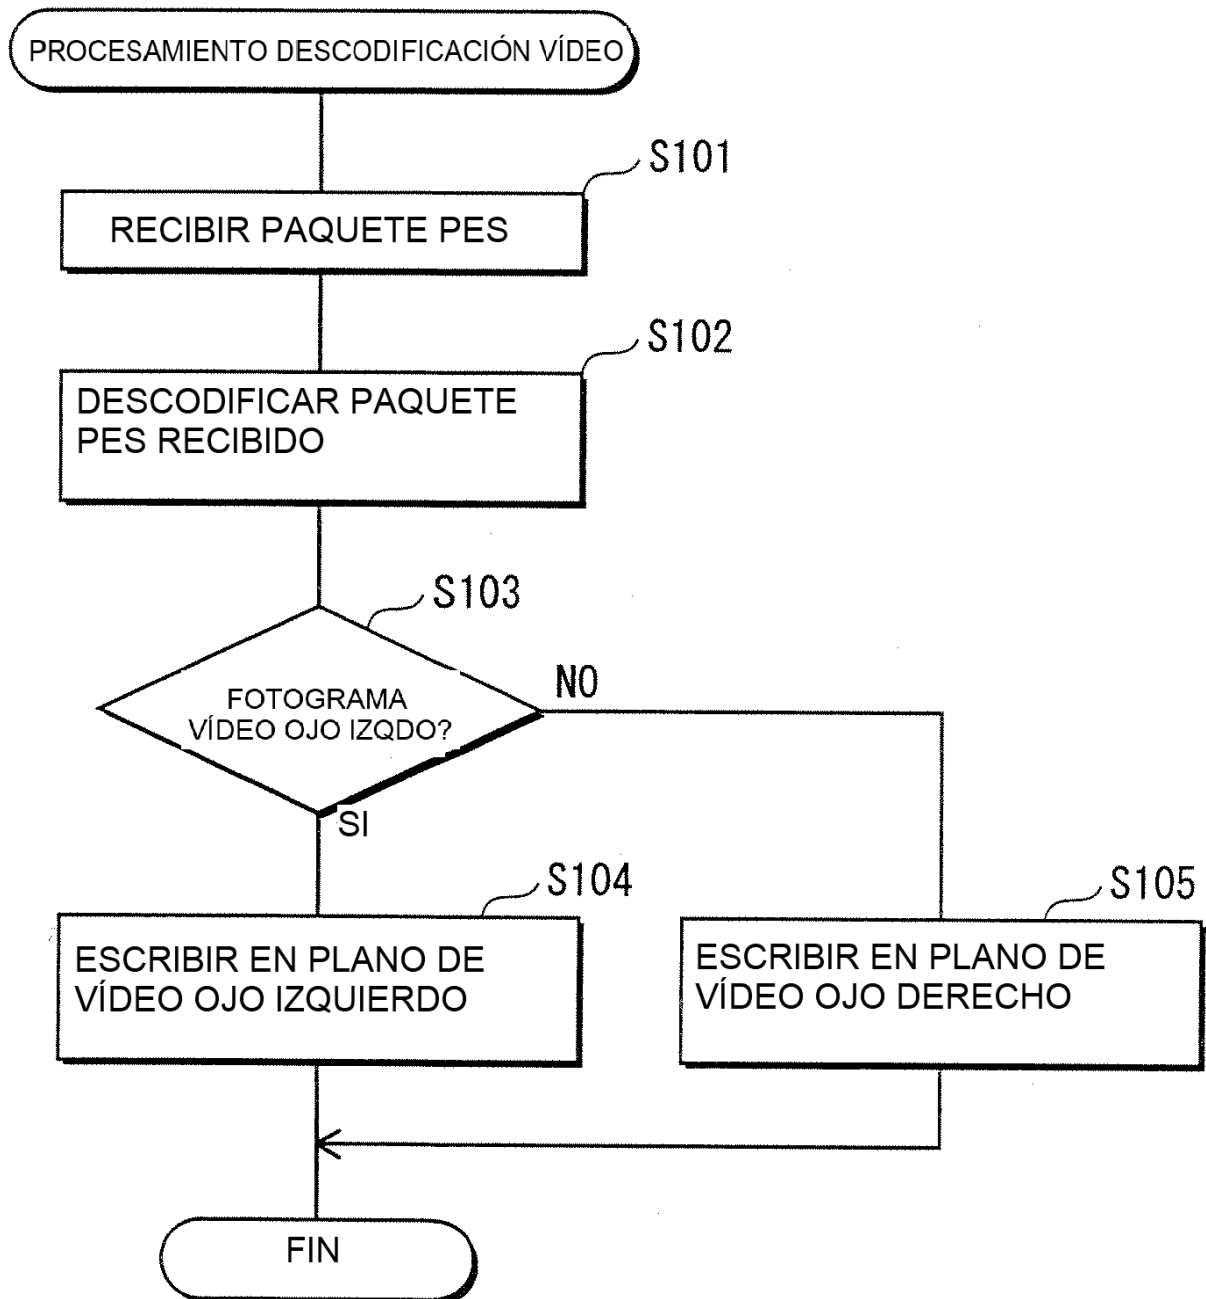 PROCESAMIENTO DESCODIFICACIÓN VÍDEO
S101
RECIBIR PAQUETE PES
S102
DESCODIFICAR PAQUETE
PES RECIBIDO
S103
FOTOGRAMA
VÍDEO OJO IZQDO?
NO
SI
S104
ESCRIBIR EN PLANO DE
VÍDEO OJO IZQUIERDO
S105
ESCRIBIR EN PLANO DE
VÍDEO OJO DERECHO
FIN